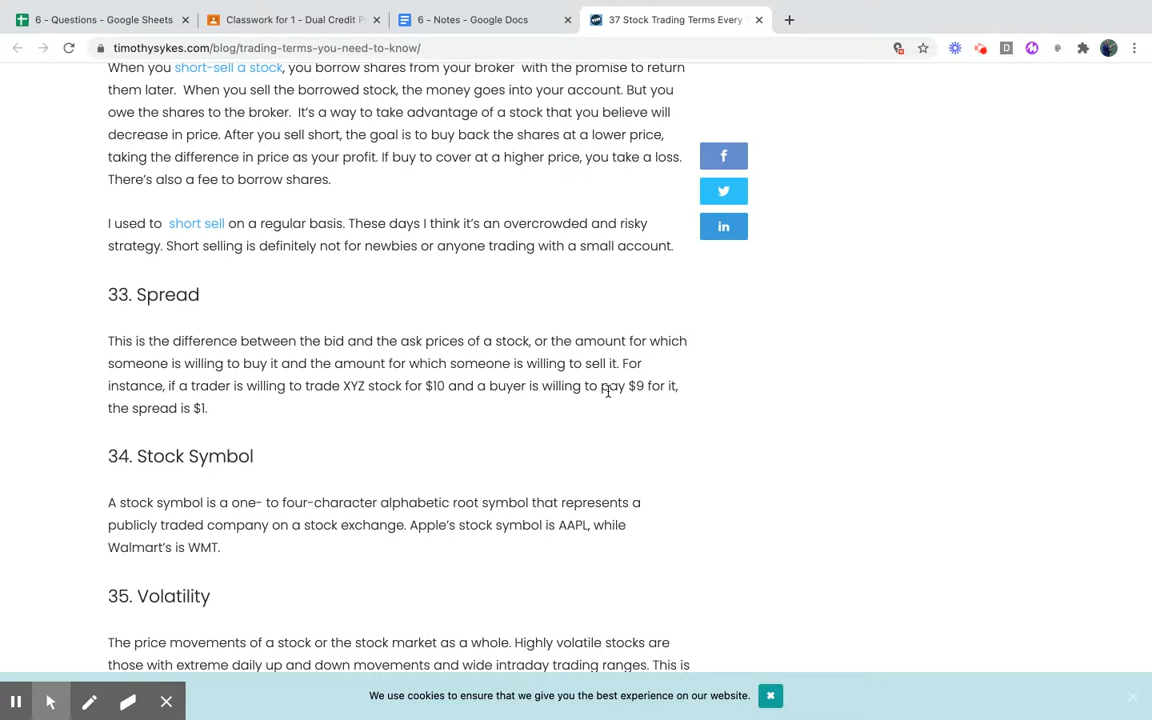 6 - Questions - Google Sheets
Classwork for 1 - Dual Credit P
6 - Notes - Google Docs
37 Stock Trading Terms Every
timothysykes.com/blog/trading-terms-you-need-to-know/
When you short-sell a stock, you borrow shares from your broker with the promise to return
them later. When you sell the borrowed stock, the money goes into your account. But you
owe the shares to the broker. It's a way to take advantage of a stock that you believe will
decrease in price. After you sell short, the goal is to buy back the shares at a lower price,
taking the difference in price as your profit. If buy to cover at a higher price, you take a loss.
There's also a fee to borrow shares.
I used to short sell on a regular basis. These days I think it's an overcrowded and risky
strategy. Short selling is definitely not for newbies or anyone trading with a small account.
33. Spread
This is the difference between the bid and the ask prices of a stock, or the amount for which
someone is willing to buy it and the amount for which someone is willing to sell it. For
instance, if a trader is willing to trade XYZ stock for $10 and a buyer is willing to pay $9 for it,
the spread is $1.
34. Stock Symbol
A stock symbol is a one- to four-character alphabetic root symbol that represents a
publicly traded company on a stock exchange. Apple's stock symbol is AAPL, while
Walmart's is WMT.
35. Volatility
The price movements of a stock or the stock market as a whole. Highly volatile stocks are
those with extreme daily up and down movements and wide intraday trading ranges. This is
We use cookies to ensure that we give you the best experience on our website.